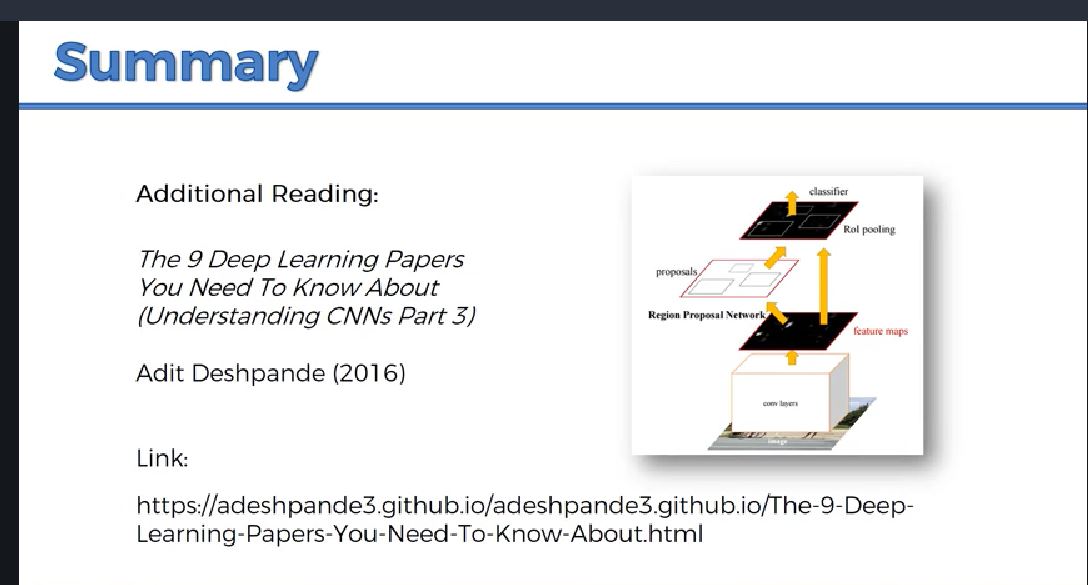 Summary
Additional Reading:
The 9 Deep Learning Papers
You Need To Know About
(Understanding CNNs Part 3)
Adit Deshpande (2016)
Link:
https://adeshpande3.github.io/adeshpande3.github.io/The-9-Deep-
Learning-Papers-You-Need-To-Know-About.html
classifier
RoI pooling
proposals
Region Proposal Network
feature maps
conv layers
image